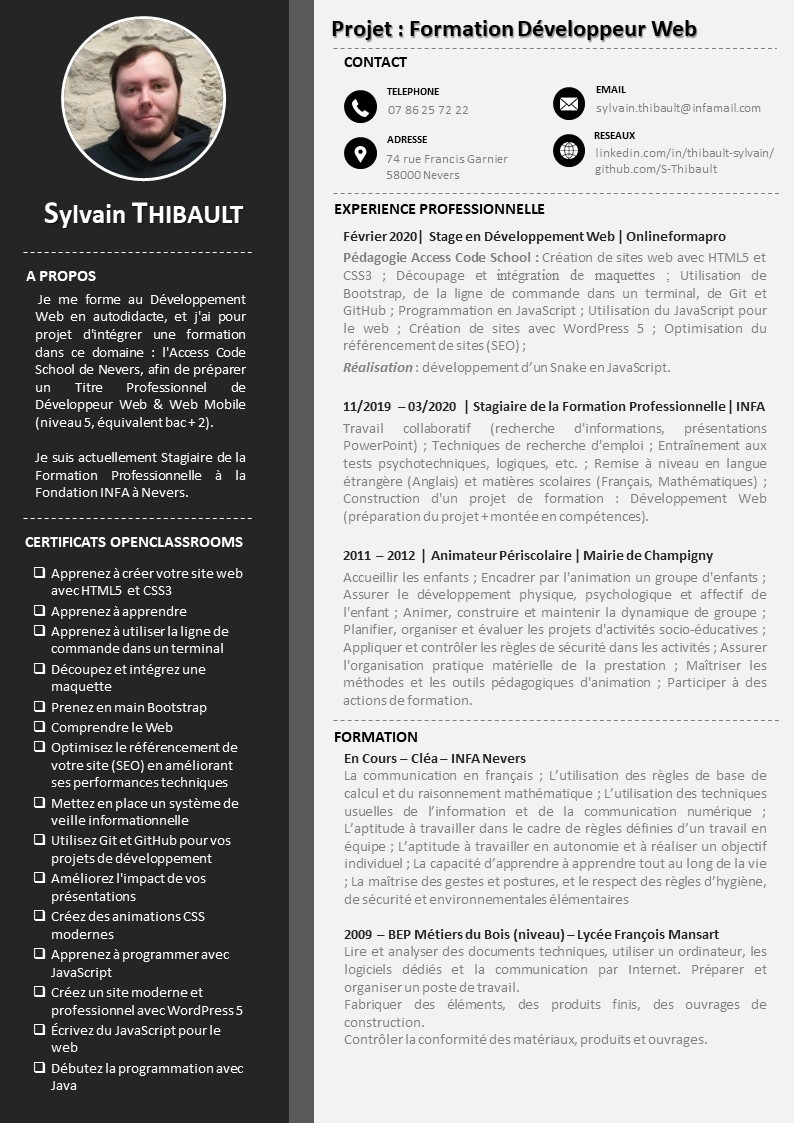 Sylvain THIBAULT
A PROPOS
Je me forme au Développement
Web en autodidacte, et j'ai pour
projet d'intégrer une formation
dans ce domaine : l'Access Code
School de Nevers, afin de préparer
un Titre Professionnel de
Développeur Web & Web Mobile
(niveau 5, équivalent bac + 2).
Je suis actuellement Stagiaire de la
Formation Professionnelle à la
Fondation INFA à Nevers.
CERTIFICATS OPENCLASSROOMS
❑ Apprenez à créer votre site web
avec HTML5 et CSS3
❑ Apprenez à apprendre
❑ Apprenez à utiliser la ligne de
commande dans un terminal
❑ Découpez et intégrez une
maquette
❑ Prenez en main Bootstrap
❑ Comprendre le Web
❑ Optimisez le référencement de
votre site (SEO) en améliorant
ses performances techniques
❑ Mettez en place un système de
veille informationnelle
❑ Utilisez Git et GitHub pour vos
projets de développement
❑ Améliorez l'impact de vos
présentations
❑ Créez des animations CSS
modernes
❑ Apprenez à programmer avec
JavaScript
❑ Créez un site moderne et
professionnel avec WordPress 5
❑ Écrivez du JavaScript pour le
web
❑ Débutez la programmation avec
Java
Projet : Formation Développeur Web
CONTACT
TELEPHONE
07 86 25 72 22
EMAIL
sylvain.thibault@infamail.com
ADRESSE
74 rue Francis Garnier
58000 Nevers
RESEAUX
linkedin.com/in/thibault-sylvain/
github.com/S-Thibault
EXPERIENCE PROFESSIONNELLE
Février 2020| Stage en Développement Web | Onlineformapro
Pédagogie Access Code School : Création de sites web avec HTML5 et
CSS3 ; Découpage et intégration de maquettes ; Utilisation de
Bootstrap, de la ligne de commande dans un terminal, de Git et
GitHub ; Programmation en JavaScript ; Utilisation du JavaScript pour
le web ; Création de sites avec WordPress 5 ; Optimisation du
référencement de sites (SEO) ;
Réalisation : développement d’un Snake en JavaScript.
11/2019 – 03/2020 | Stagiaire de la Formation Professionnelle | INFA
Travail collaboratif (recherche d'informations, présentations
PowerPoint) ; Techniques de recherche d'emploi ; Entraînement aux
tests psychotechniques, logiques, etc. ; Remise à niveau en langue
étrangère (Anglais) et matières scolaires (Français, Mathématiques) ;
Construction d'un projet de formation : Développement Web
(préparation du projet + montée en compétences).
2011 – 2012 | Animateur Périscolaire | Mairie de Champigny
Accueillir les enfants ; Encadrer par l'animation un groupe d'enfants ;
Assurer le développement physique, psychologique et affectif de
l'enfant ; Animer, construire et maintenir la dynamique de groupe ;
Planifier, organiser et évaluer les projets d'activités socio-éducatives ;
Appliquer et contrôler les règles de sécurité dans les activités ; Assurer
l'organisation pratique matérielle de la prestation ; Maîtriser les
méthodes et les outils pédagogiques d'animation ; Participer à des
actions de formation.
FORMATION
En Cours – Cléa – INFA Nevers
La communication en français ; L’utilisation des règles de base de
calcul et du raisonnement mathématique ; L’utilisation des techniques
usuelles de l’information et de la communication numérique ;
L’aptitude à travailler dans le cadre de règles définies d’un travail en
équipe ; L’aptitude à travailler en autonomie et à réaliser un objectif
individuel ; La capacité d’apprendre à apprendre tout au long de la vie
; La maîtrise des gestes et postures, et le respect des règles d’hygiène,
de sécurité et environnementales élémentaires
2009 – BEP Métiers du Bois (niveau) – Lycée François Mansart
Lire et analyser des documents techniques, utiliser un ordinateur, les
logiciels dédiés et la communication par Internet. Préparer et
organiser un poste de travail.
Fabriquer des éléments, des produits finis, des ouvrages de
construction.
Contrôler la conformité des matériaux, produits et ouvrages.